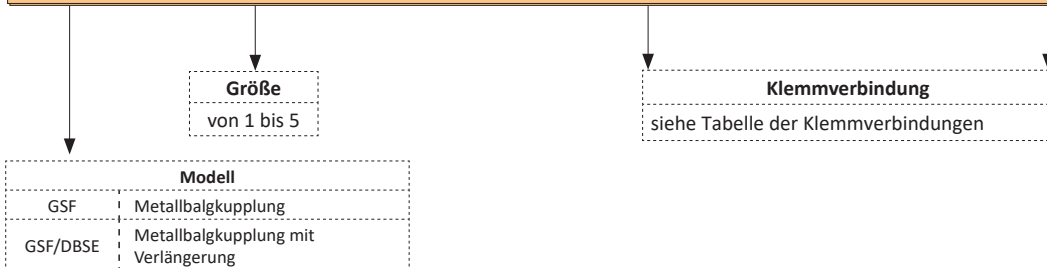 Größe
von 1 bis 5
Klemmverbindung
siehe Tabelle der Klemmverbindungen
Modell
GSF Metallbalgkupplung
GSF/DBSE Metallbalgkupplung mit
Verlängerung